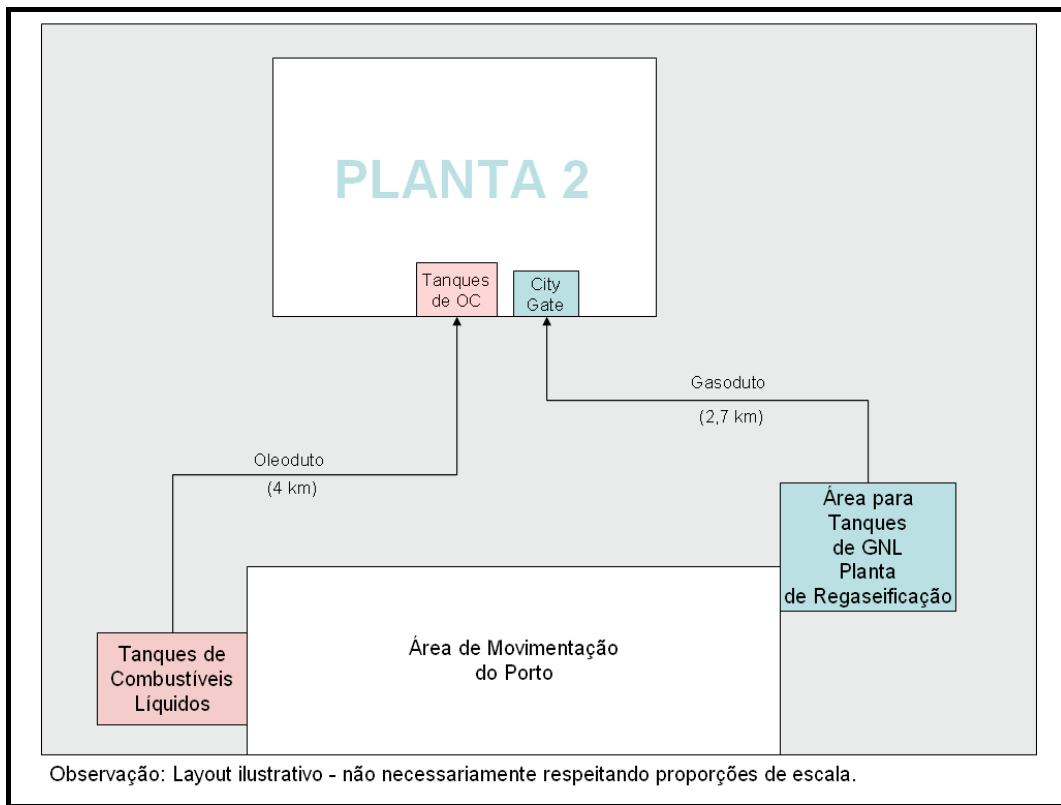 PLANTA 2
Tanques
de OC
City
Gate
Gasoduto
(2,7 km)
Oleoduto
(4 km)
Área para
Tanques
de GNL
Planta
de Regaseificação
Área de Movimentação
do Porto
Tanques de
Combustíveis
Líquidos
Observação: Layout ilustrativo - não necessariamente respeitando proporções de escala.